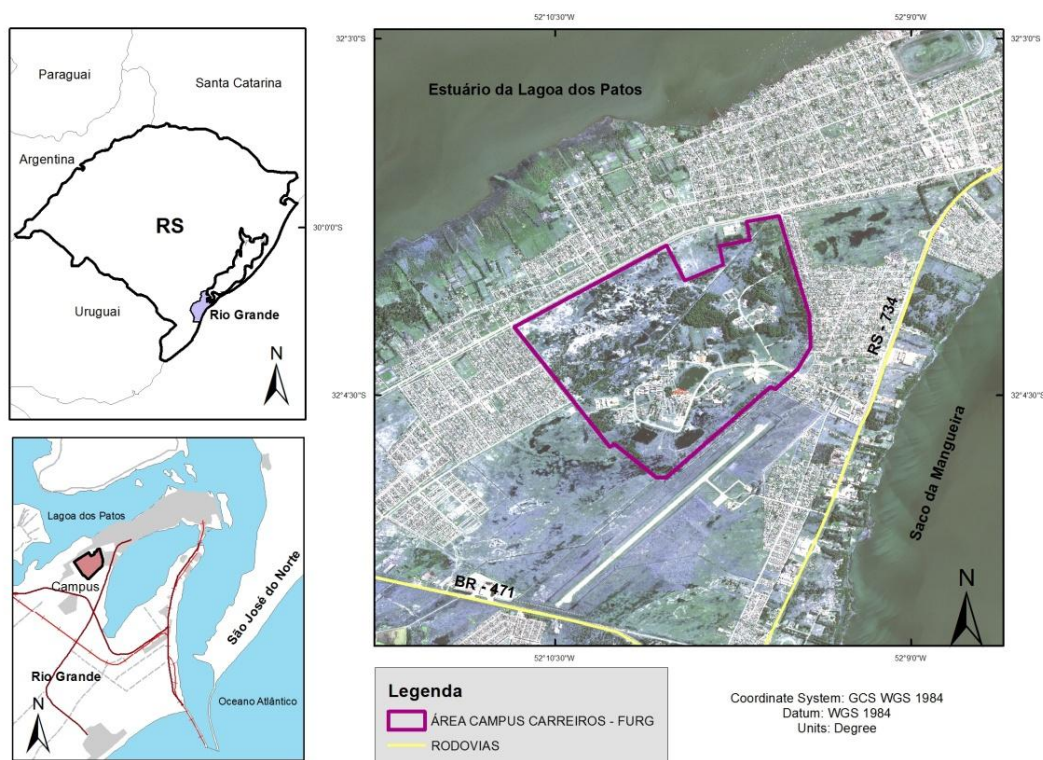 Paraguai
Santa Catarina
Argentina
RS
Uruguai
Rio Grande
N
30°0'0"S
52°10'30"W
52°9'0"W
32°3'0"S
32°3'0"S
Estuário da Lagoa dos Patos
RS - 734
32°4'30"S
32°4'30"S
Saco da Mangueira
BR - 471
N
52°10'30"W
52°9'0"W
Lagoa dos Patos
Campus
São José do Norte
Rio Grande
N
Oceano Atlântico
Legenda
ÁREA CAMPUS CARREIROS - FURG
RODOVIAS
Coordinate System: GCS WGS 1984
Datum: WGS 1984
Units: Degree